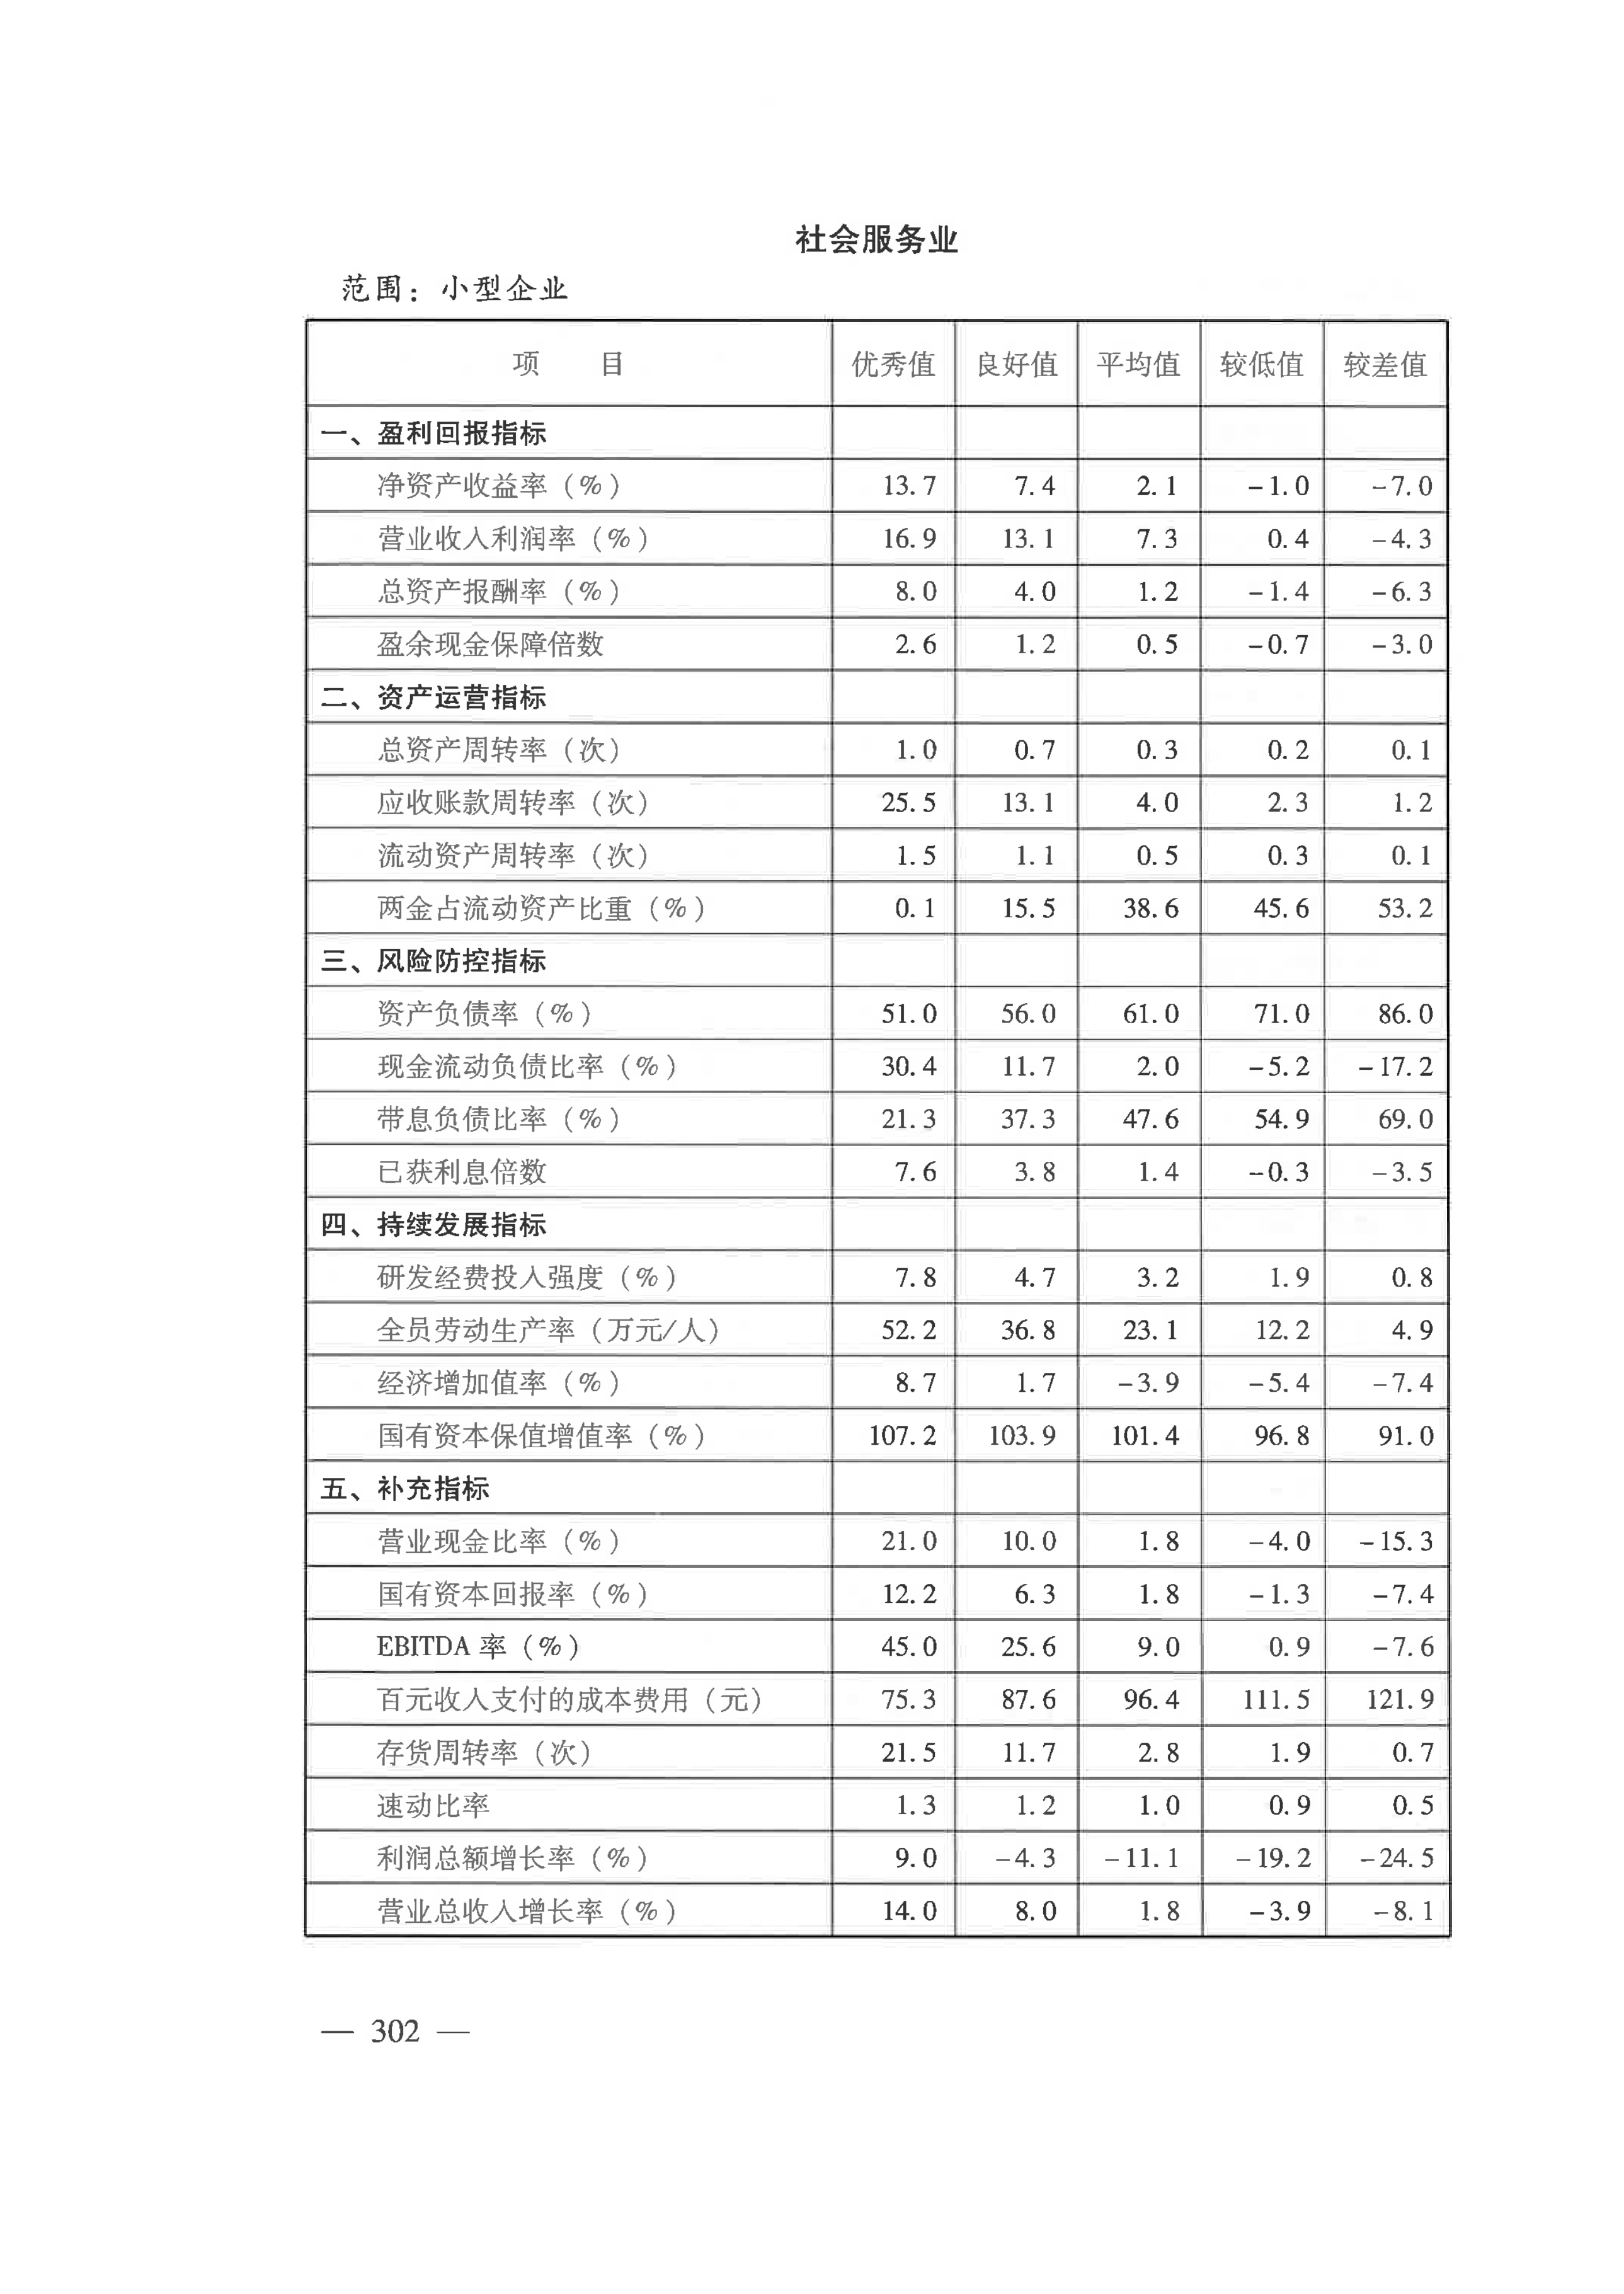 社会服务业
范围：小型企业
项 目 优秀值 良好值 平均值 较低值 较差值
一、盈利回报指标
净资产收益率（%） 13.7 7.4 2.1 -1.0 -7.0
营业收入利润率（%） 16.9 13.1 7.3 0.4 -4.3
总资产报酬率（%） 8.0 4.0 1.2 -1.4 -6.3
盈余现金保障倍数 2.6 1.2 0.5 -0.7 -3.0
二、资产运营指标
总资产周转率（次） 1.0 0.7 0.3 0.2 0.1
应收账款周转率（次） 25.5 13.1 4.0 2.3 1.2
流动资产周转率（次） 1.5 1.1 0.5 0.3 0.1
两金占流动资产比重（%） 0.1 15.5 38.6 45.6 53.2
三、风险防控指标
资产负债率（%） 51.0 56.0 61.0 71.0 86.0
现金流动负债比率（%） 30.4 11.7 2.0 -5.2 -17.2
带息负债比率（%） 21.3 37.3 47.6 54.9 69.0
已获利息倍数 7.6 3.8 1.4 -0.3 -3.5
四、持续发展指标
研发经费投入强度（%） 7.8 4.7 3.2 1.9 0.8
全员劳动生产率（万元/人） 52.2 36.8 23.1 12.2 4.9
经济增加值率（%） 8.7 1.7 -3.9 -5.4 -7.4
国有资本保值增值率（%） 107.2 103.9 101.4 96.8 91.0
五、补充指标
营业现金比率（%） 21.0 10.0 1.8 -4.0 -15.3
国有资本回报率（%） 12.2 6.3 1.8 -1.3 -7.4
EBITDA 率（%） 45.0 25.6 9.0 0.9 -7.6
百元收入支付的成本费用（元） 75.3 87.6 96.4 111.5 121.9
存货周转率（次） 21.5 11.7 2.8 1.9 0.7
速动比率 1.3 1.2 1.0 0.9 0.5
利润总额增长率（%） 9.0 -4.3 -11.1 -19.2 -24.5
营业总收入增长率（%） 14.0 8.0 1.8 -3.9 -8.1
— 302 —